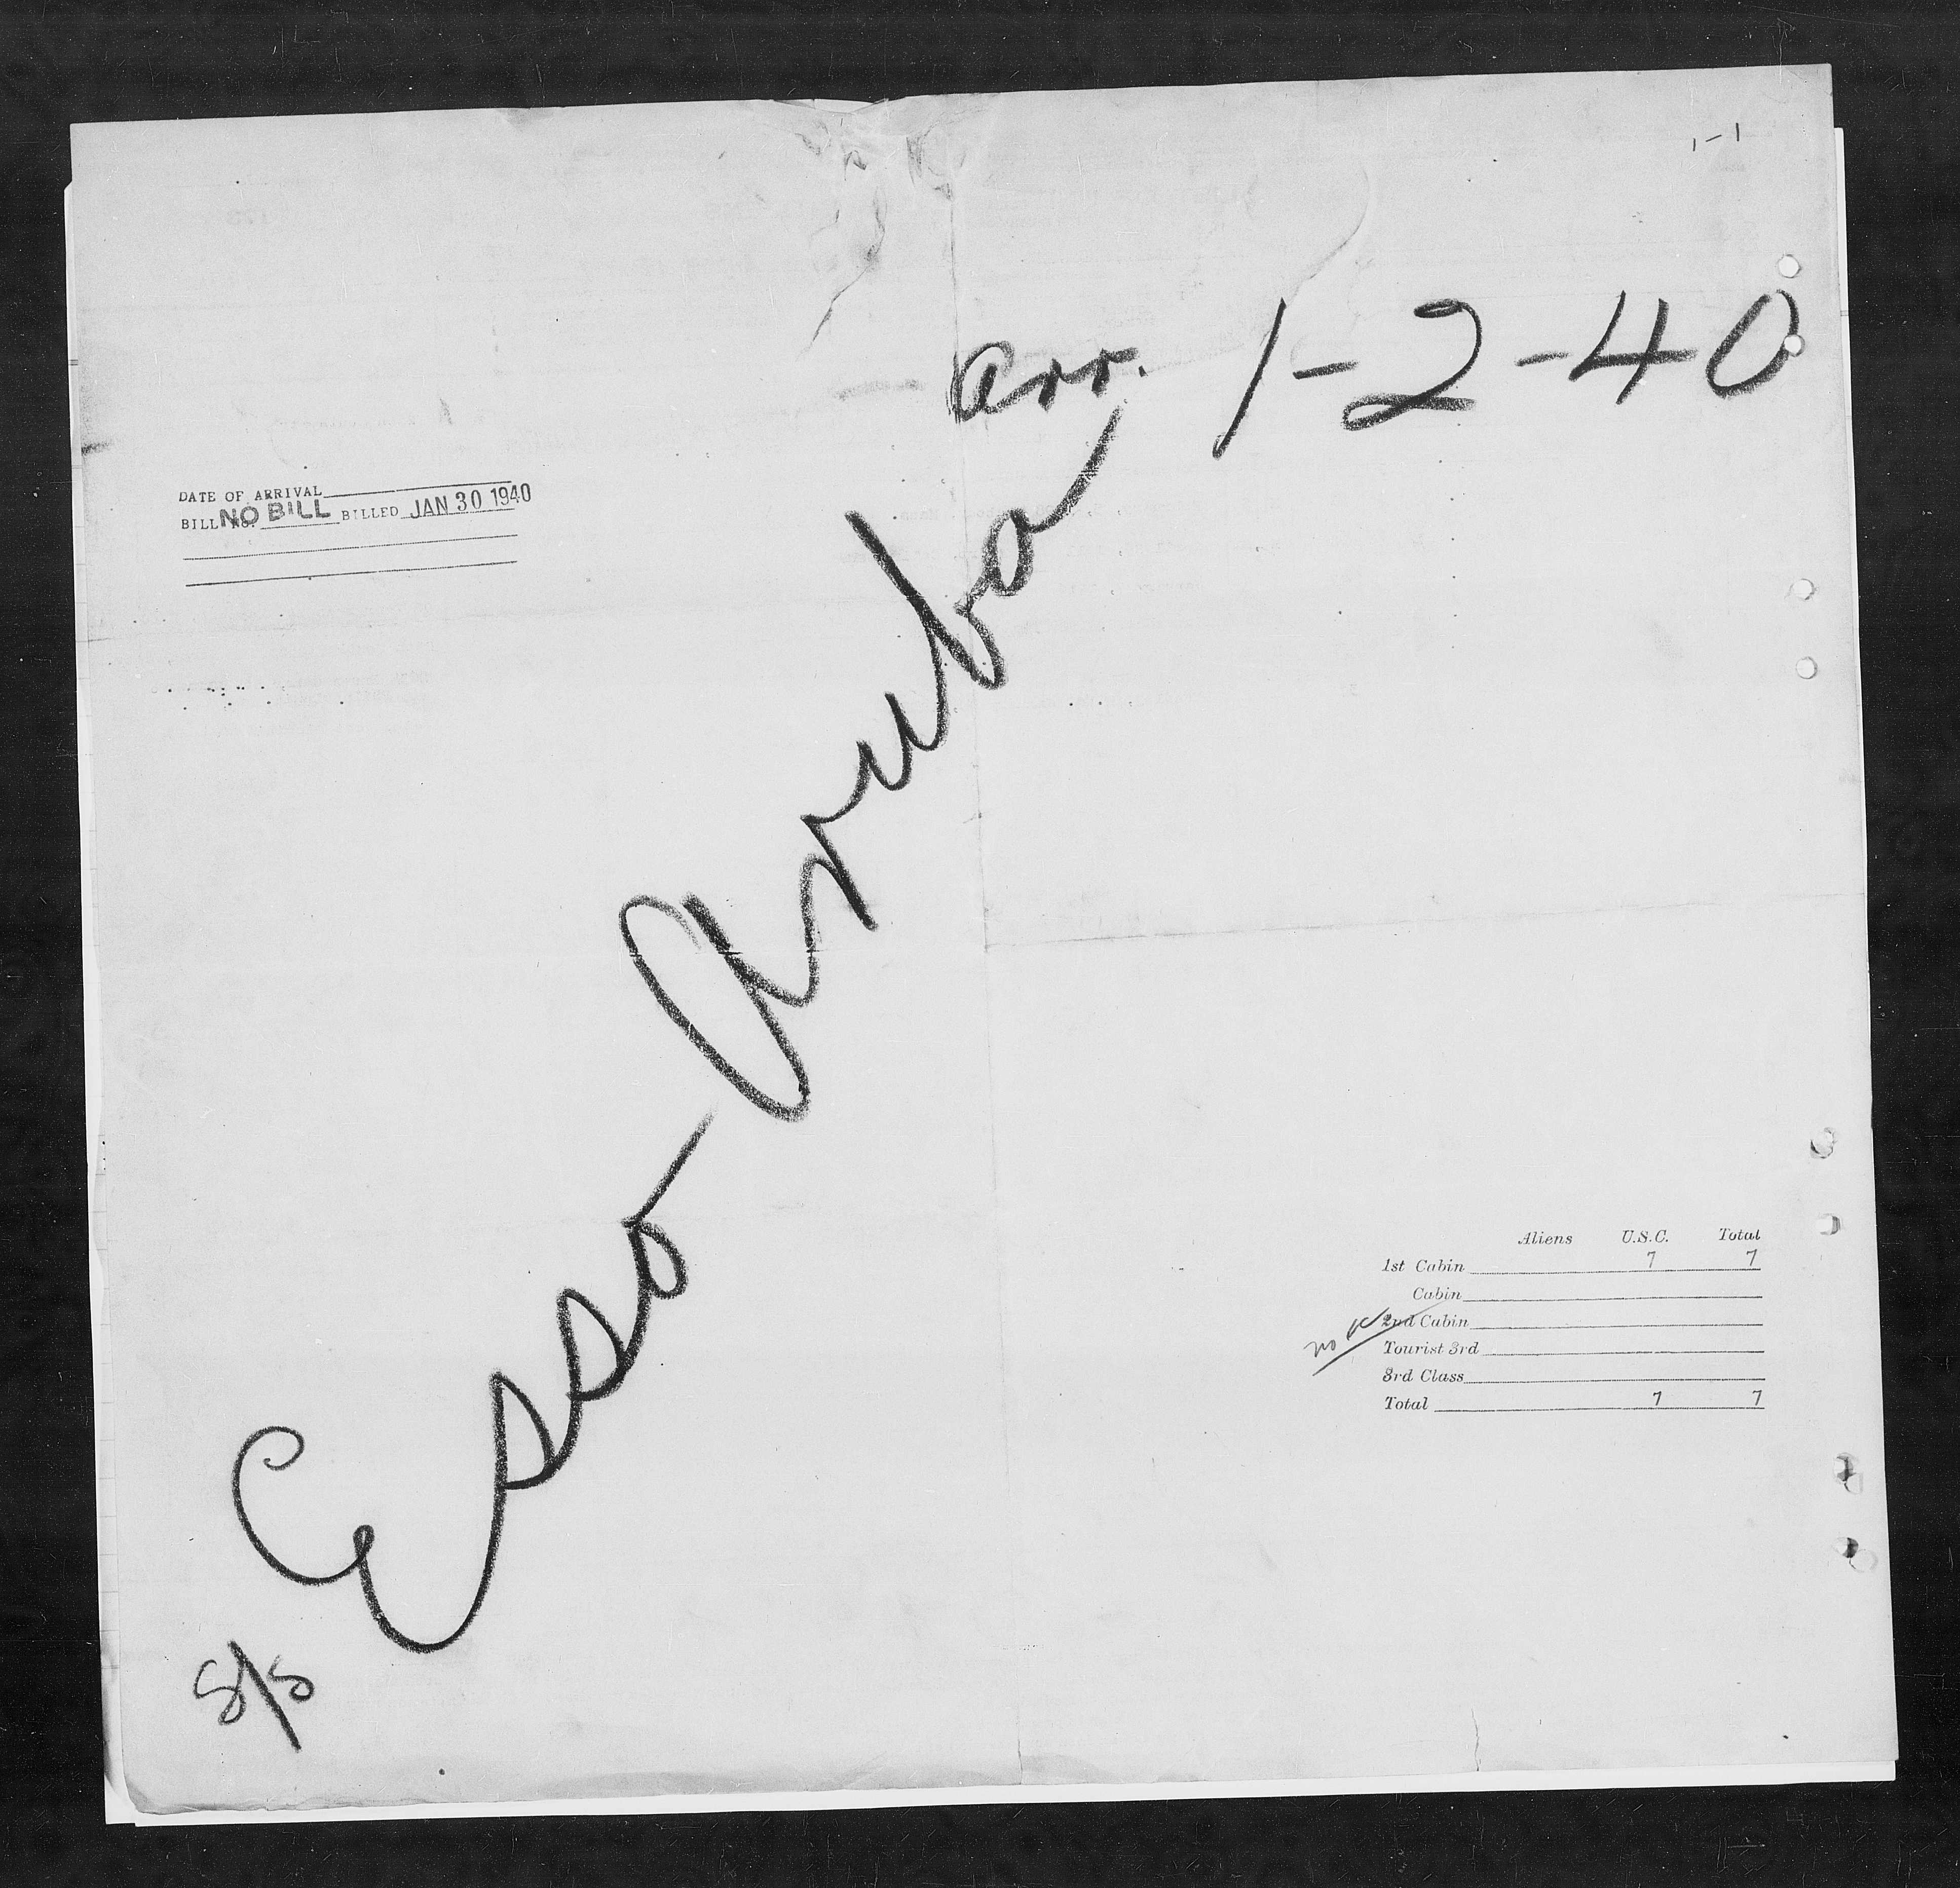 1-1
arr. 1-2-40
DATE OF ARRIVAL
BILL No. NO BILL BILLED JAN 30 1940
S/S Esso-Aruba
Aliens U.S.C. Total
1st Cabin 7 7
Cabin
2nd Cabin
no
Tourist 3rd
3rd Class
Total 7 7